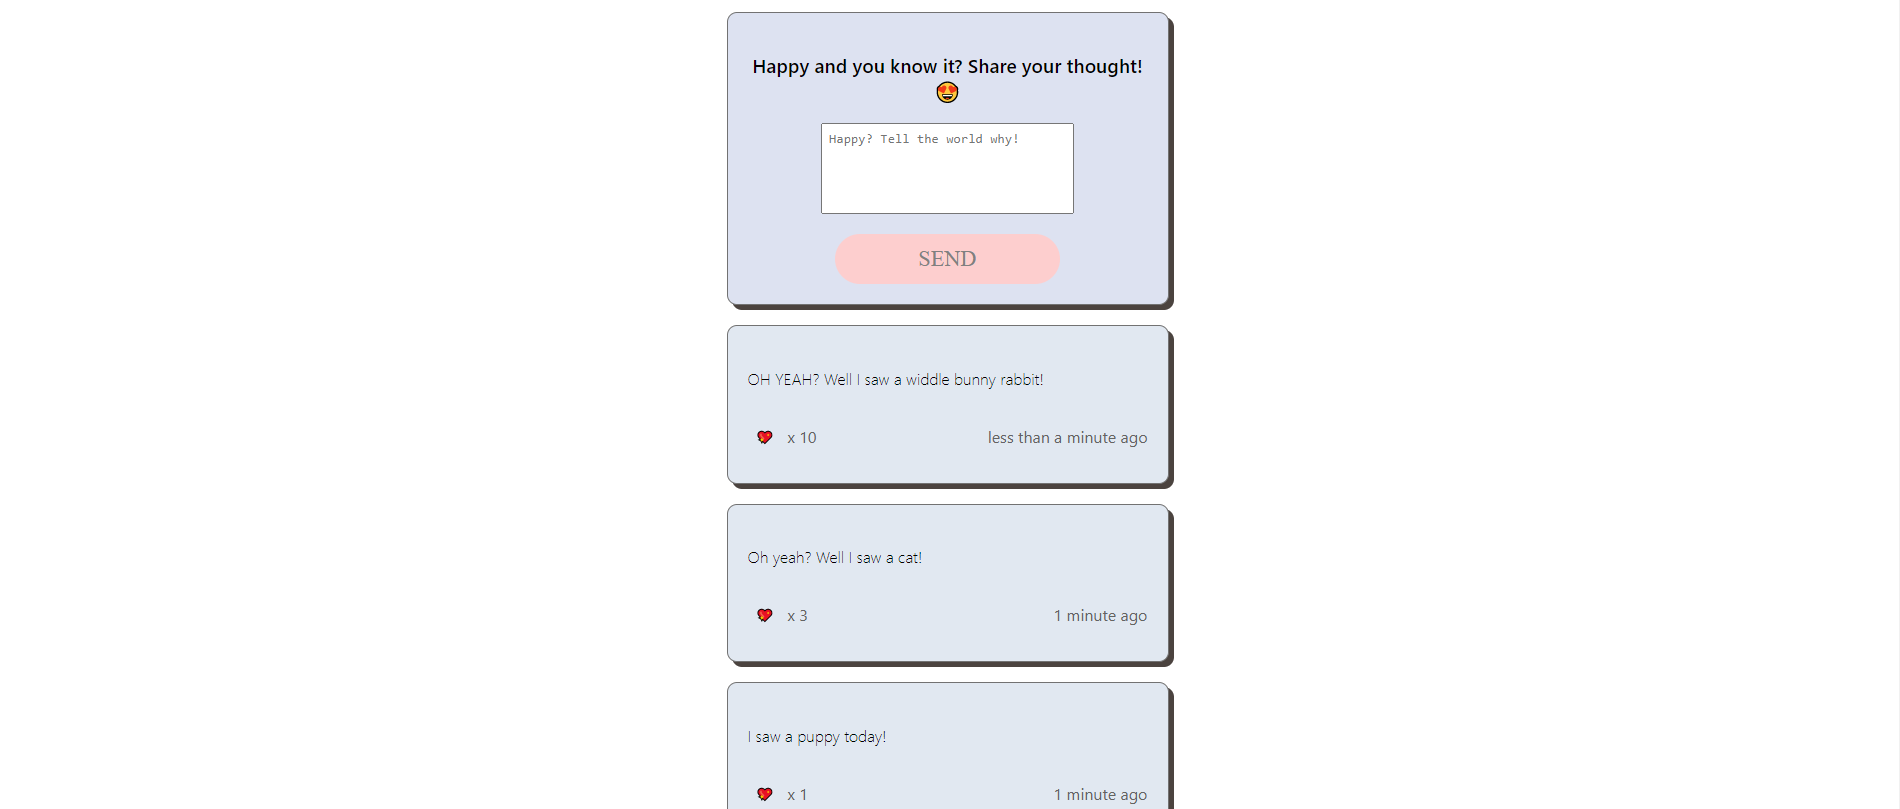 Happy and you know it? Share your thought!
😍
Happy? Tell the world why!
SEND
OH YEAH? Well I saw a widdle bunny rabbit!
x 10 less than a minute ago
Oh yeah? Well I saw a cat!
x 3 1 minute ago
I saw a puppy today!
x 1 1 minute ago